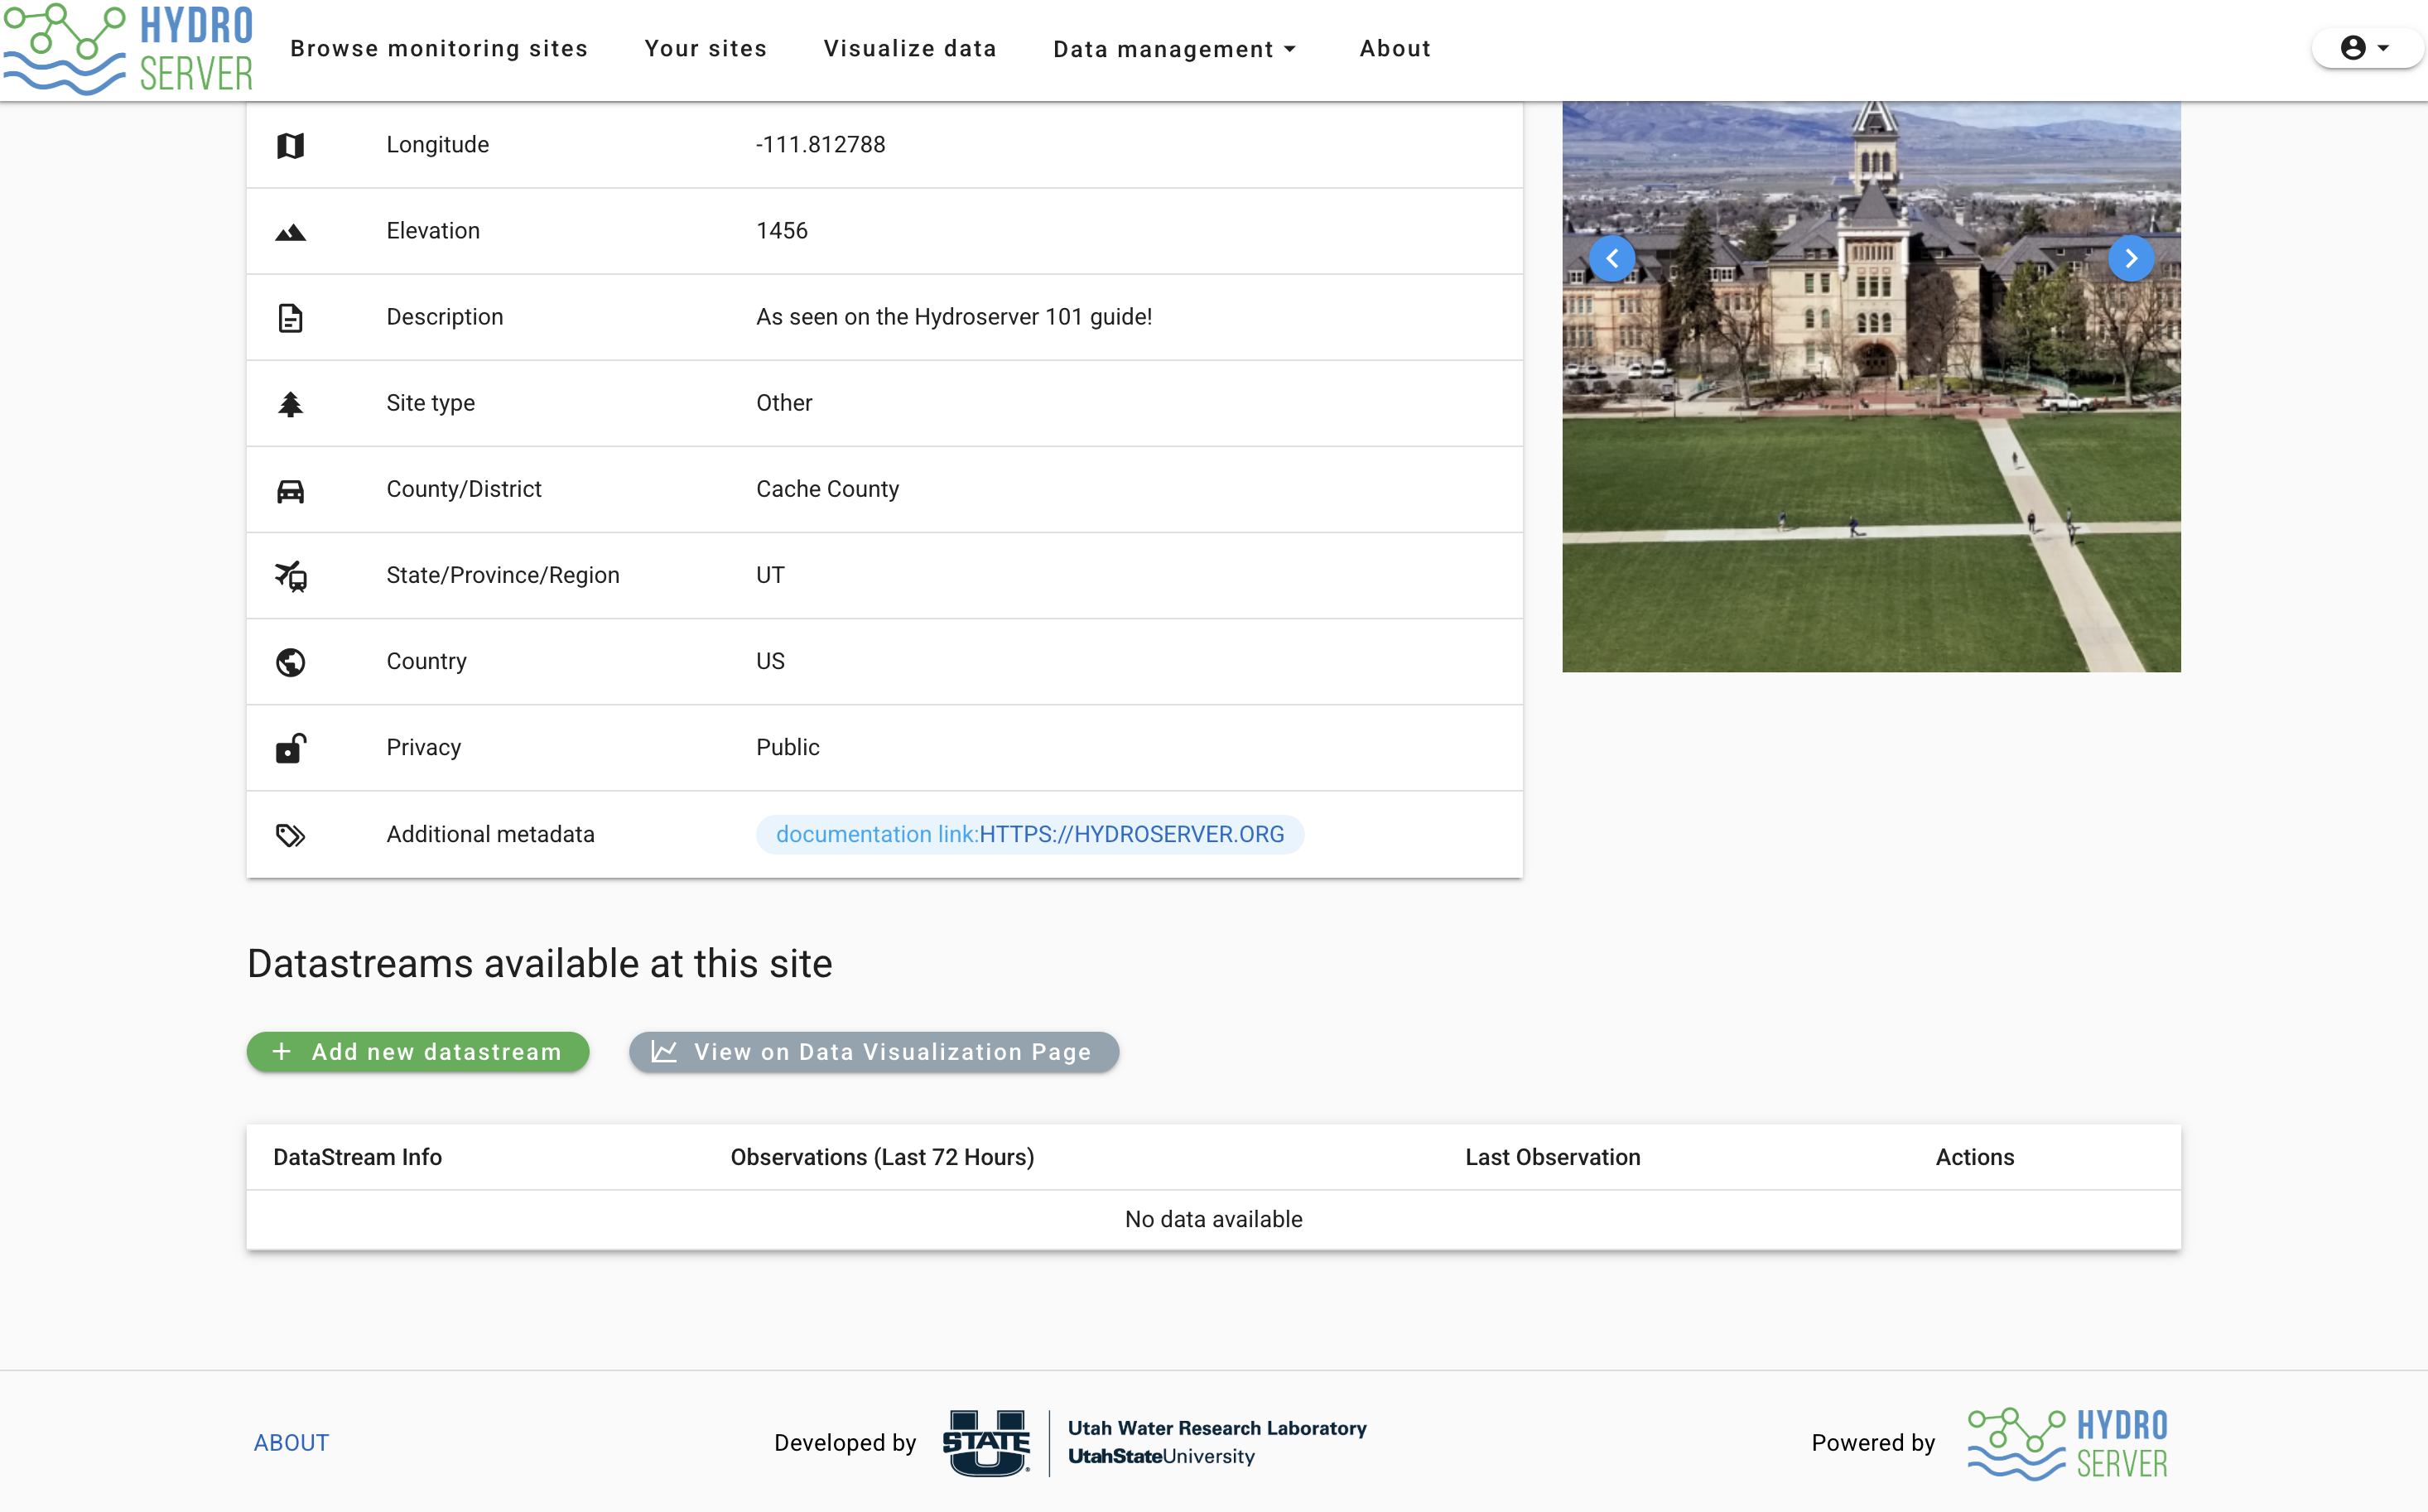 HYDRO
SERVER
Browse monitoring sites Your sites Visualize data Data management About
Longitude -111.812788
Elevation 1456
Description As seen on the Hydroserver 101 guide!
Site type Other
County/District Cache County
State/Province/Region UT
Country US
Privacy Public
Additional metadata documentation link:HTTPS://HYDROSERVER.ORG
Datastreams available at this site
Add new datastream View on Data Visualization Page
DataStream Info Observations (Last 72 Hours) Last Observation Actions
No data available
ABOUT
Developed by
U STATE
Utah Water Research Laboratory
UtahStateUniversity
Powered by
HYDRO
SERVER